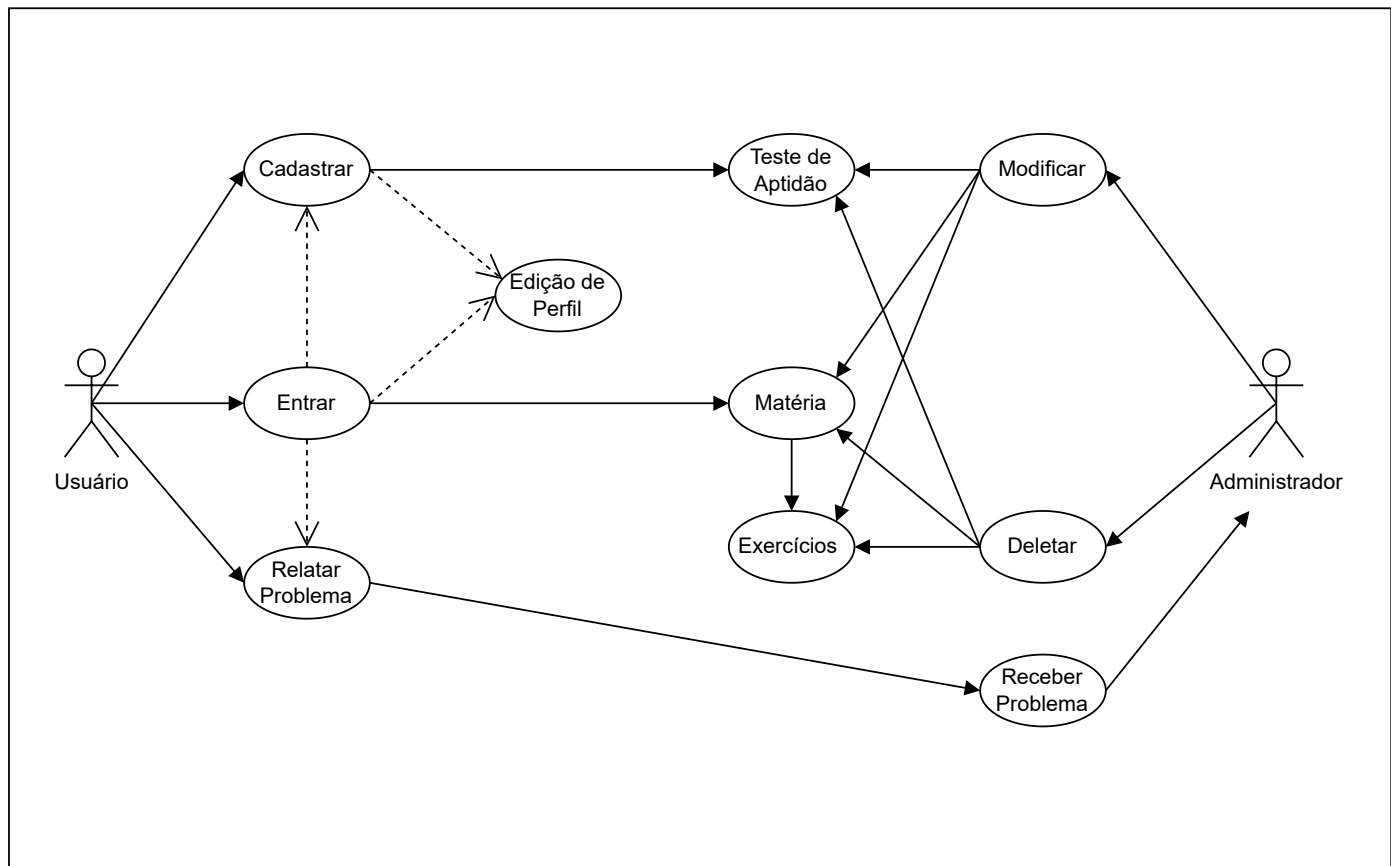 Cadastrar
Teste de
Aptidão
Modificar
Edição de
Perfil
Entrar
Matéria
Usuário
Administrador
Exercícios
Deletar
Relatar
Problema
Receber
Problema